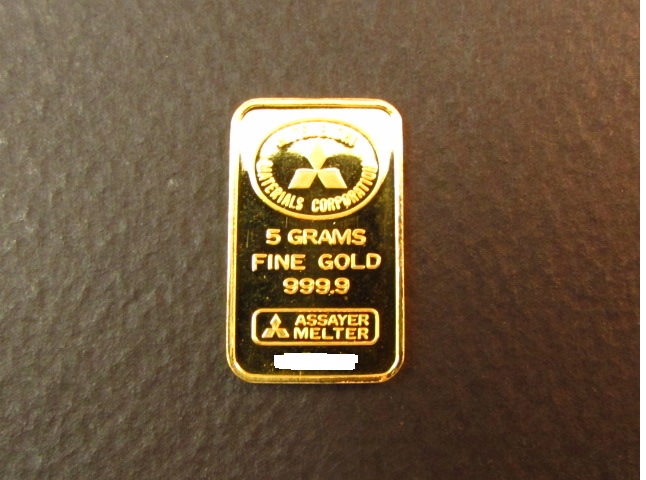 MATERIALS CORPORATION
5 GRAMS
FINE GOLD
999.9
ASSAYER
MELTER